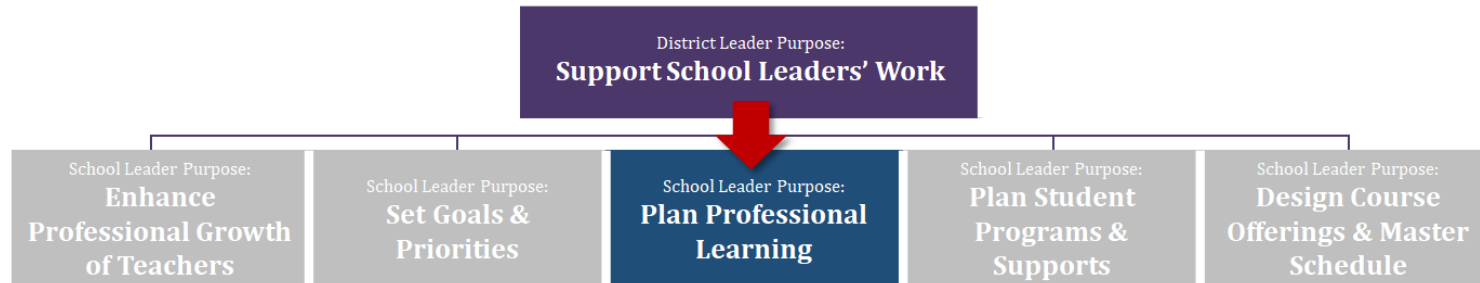 District Leader Purpose:
Support School Leaders’ Work
School Leader Purpose:
Enhance
Professional Growth
of Teachers
School Leader Purpose:
Set Goals &
Priorities
School Leader Purpose:
Plan Professional
Learning
School Leader Purpose:
Plan Student
Programs &
Supports
School Leader Purpose:
Design Course
Offerings & Master
Schedule